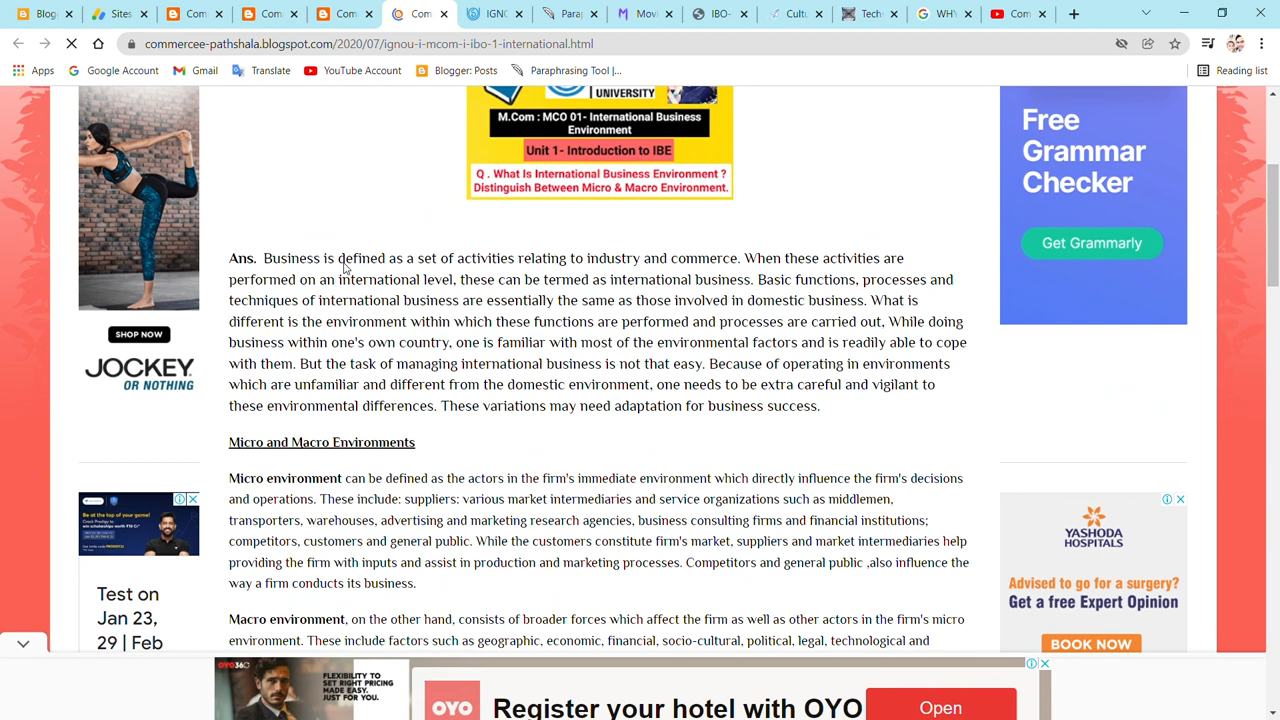 Blog
Sites
Com
Com
Com
Com
IGNC
Para
Movi
IBO-
Cultu
Tech
WHY
Com
commercee-pathshala.blogspot.com/2020/07/ignou-i-mcom-i-ibo-1-international.html
Apps
Google Account
Gmail
Translate
YouTube Account
Blogger: Posts
Paraphrasing Tool |...
Reading list
UNIVERSITY
M.Com : MCO 01- International Business
Environment
Unit 1- Introduction to IBE
Q . What Is International Business Environment ?
Distinguish Between Micro & Macro Environment.
Free
Grammar
Checker
Get Grammarly
SHOP NOW
JOCKEY
OR NOTHING
Ans. Business is defined as a set of activities relating to industry and commerce. When these activities are
performed on an international level, these can be termed as international business. Basic functions, processes and
techniques of international business are essentially the same as those involved in domestic business. What is
different is the environment within which these functions are performed and processes are carried out, While doing
business within one's own country, one is familiar with most of the environmental factors and is readily able to cope
with them. But the task of managing international business is not that easy. Because of operating in environments
which are unfamiliar and different from the domestic environment, one needs to be extra careful and vigilant to
these environmental differences. These variations may need adaptation for business success.
Micro and Macro Environments
Micro environment can be defined as the actors in the firm's immediate environment which directly influence the firm's decisions
and operations. These include: suppliers: various market intermediaries and service organizations such as middlemen,
transporters, warehouses, advertising and marketing research agencies, business consulting firms and financial institutions;
competitors, customers and general public. While the customers constitute firm's market, suppliers and market intermediaries help
providing the firm with inputs and assist in production and marketing processes. Competitors and general public ,also influence the
way a firm conducts its business.
Macro environment, on the other hand, consists of broader forces which affect the firm as well as other actors in the firm's micro
environment. These include factors such as geographic, economic, financial, socio-cultural, political, legal, technological and
Be at top of your game!
Test on
Jan 23,
29 | Feb
YASHODA
HOSPITALS
Advised to go for a surgery?
Get a free Expert Opinion
BOOK NOW
OYO360
FLEXIBILITY TO
SET RIGHT PRICING
MADE EASY.
JUST FOR YOU.
OYO
Register your hotel with OYO
Open